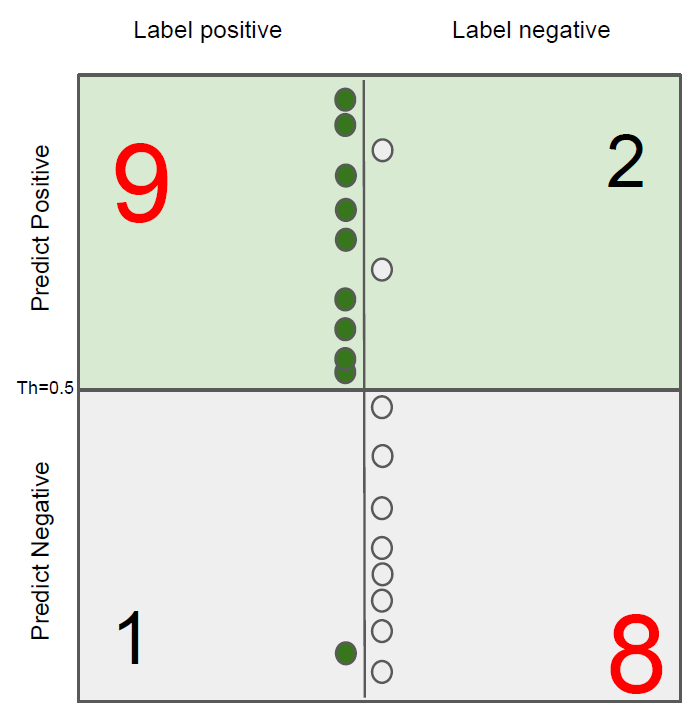 Label positive
Label negative
Predict Positive
9
2
Th=0.5
Predict Negative
1
8